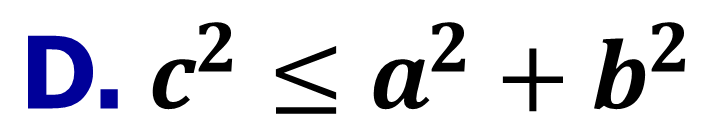 D. c² ≤ a² + b²